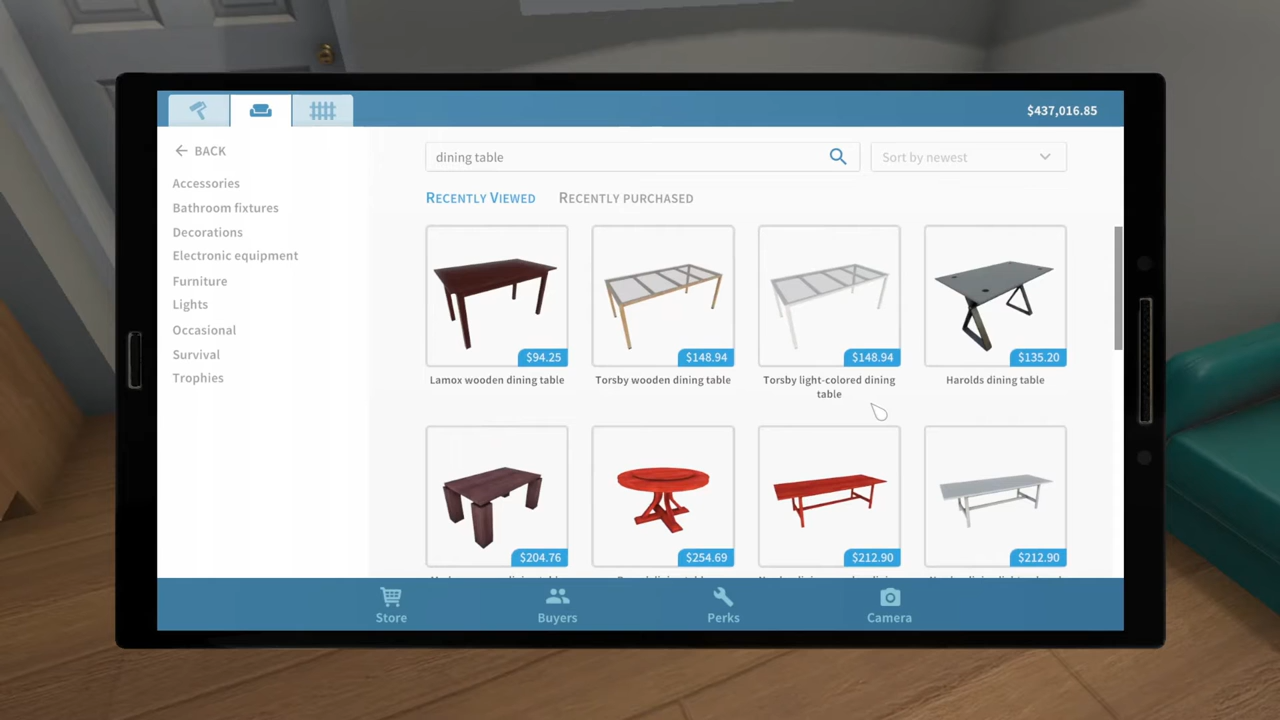 $437,016.85
BACK
dining table
Sort by newest
Accessories
Bathroom fixtures
Decorations
Electronic equipment
Furniture
Lights
Occasional
Survival
Trophies
RECENTLY VIEWED
RECENTLY PURCHASED
$94.25
$148.94
$148.94
$135.20
Lamox wooden dining table
Torsby wooden dining table
Torsby light-colored dining
table
Harolds dining table
$204.76
$254.69
$212.90
$212.90
Store
Buyers
Perks
Camera